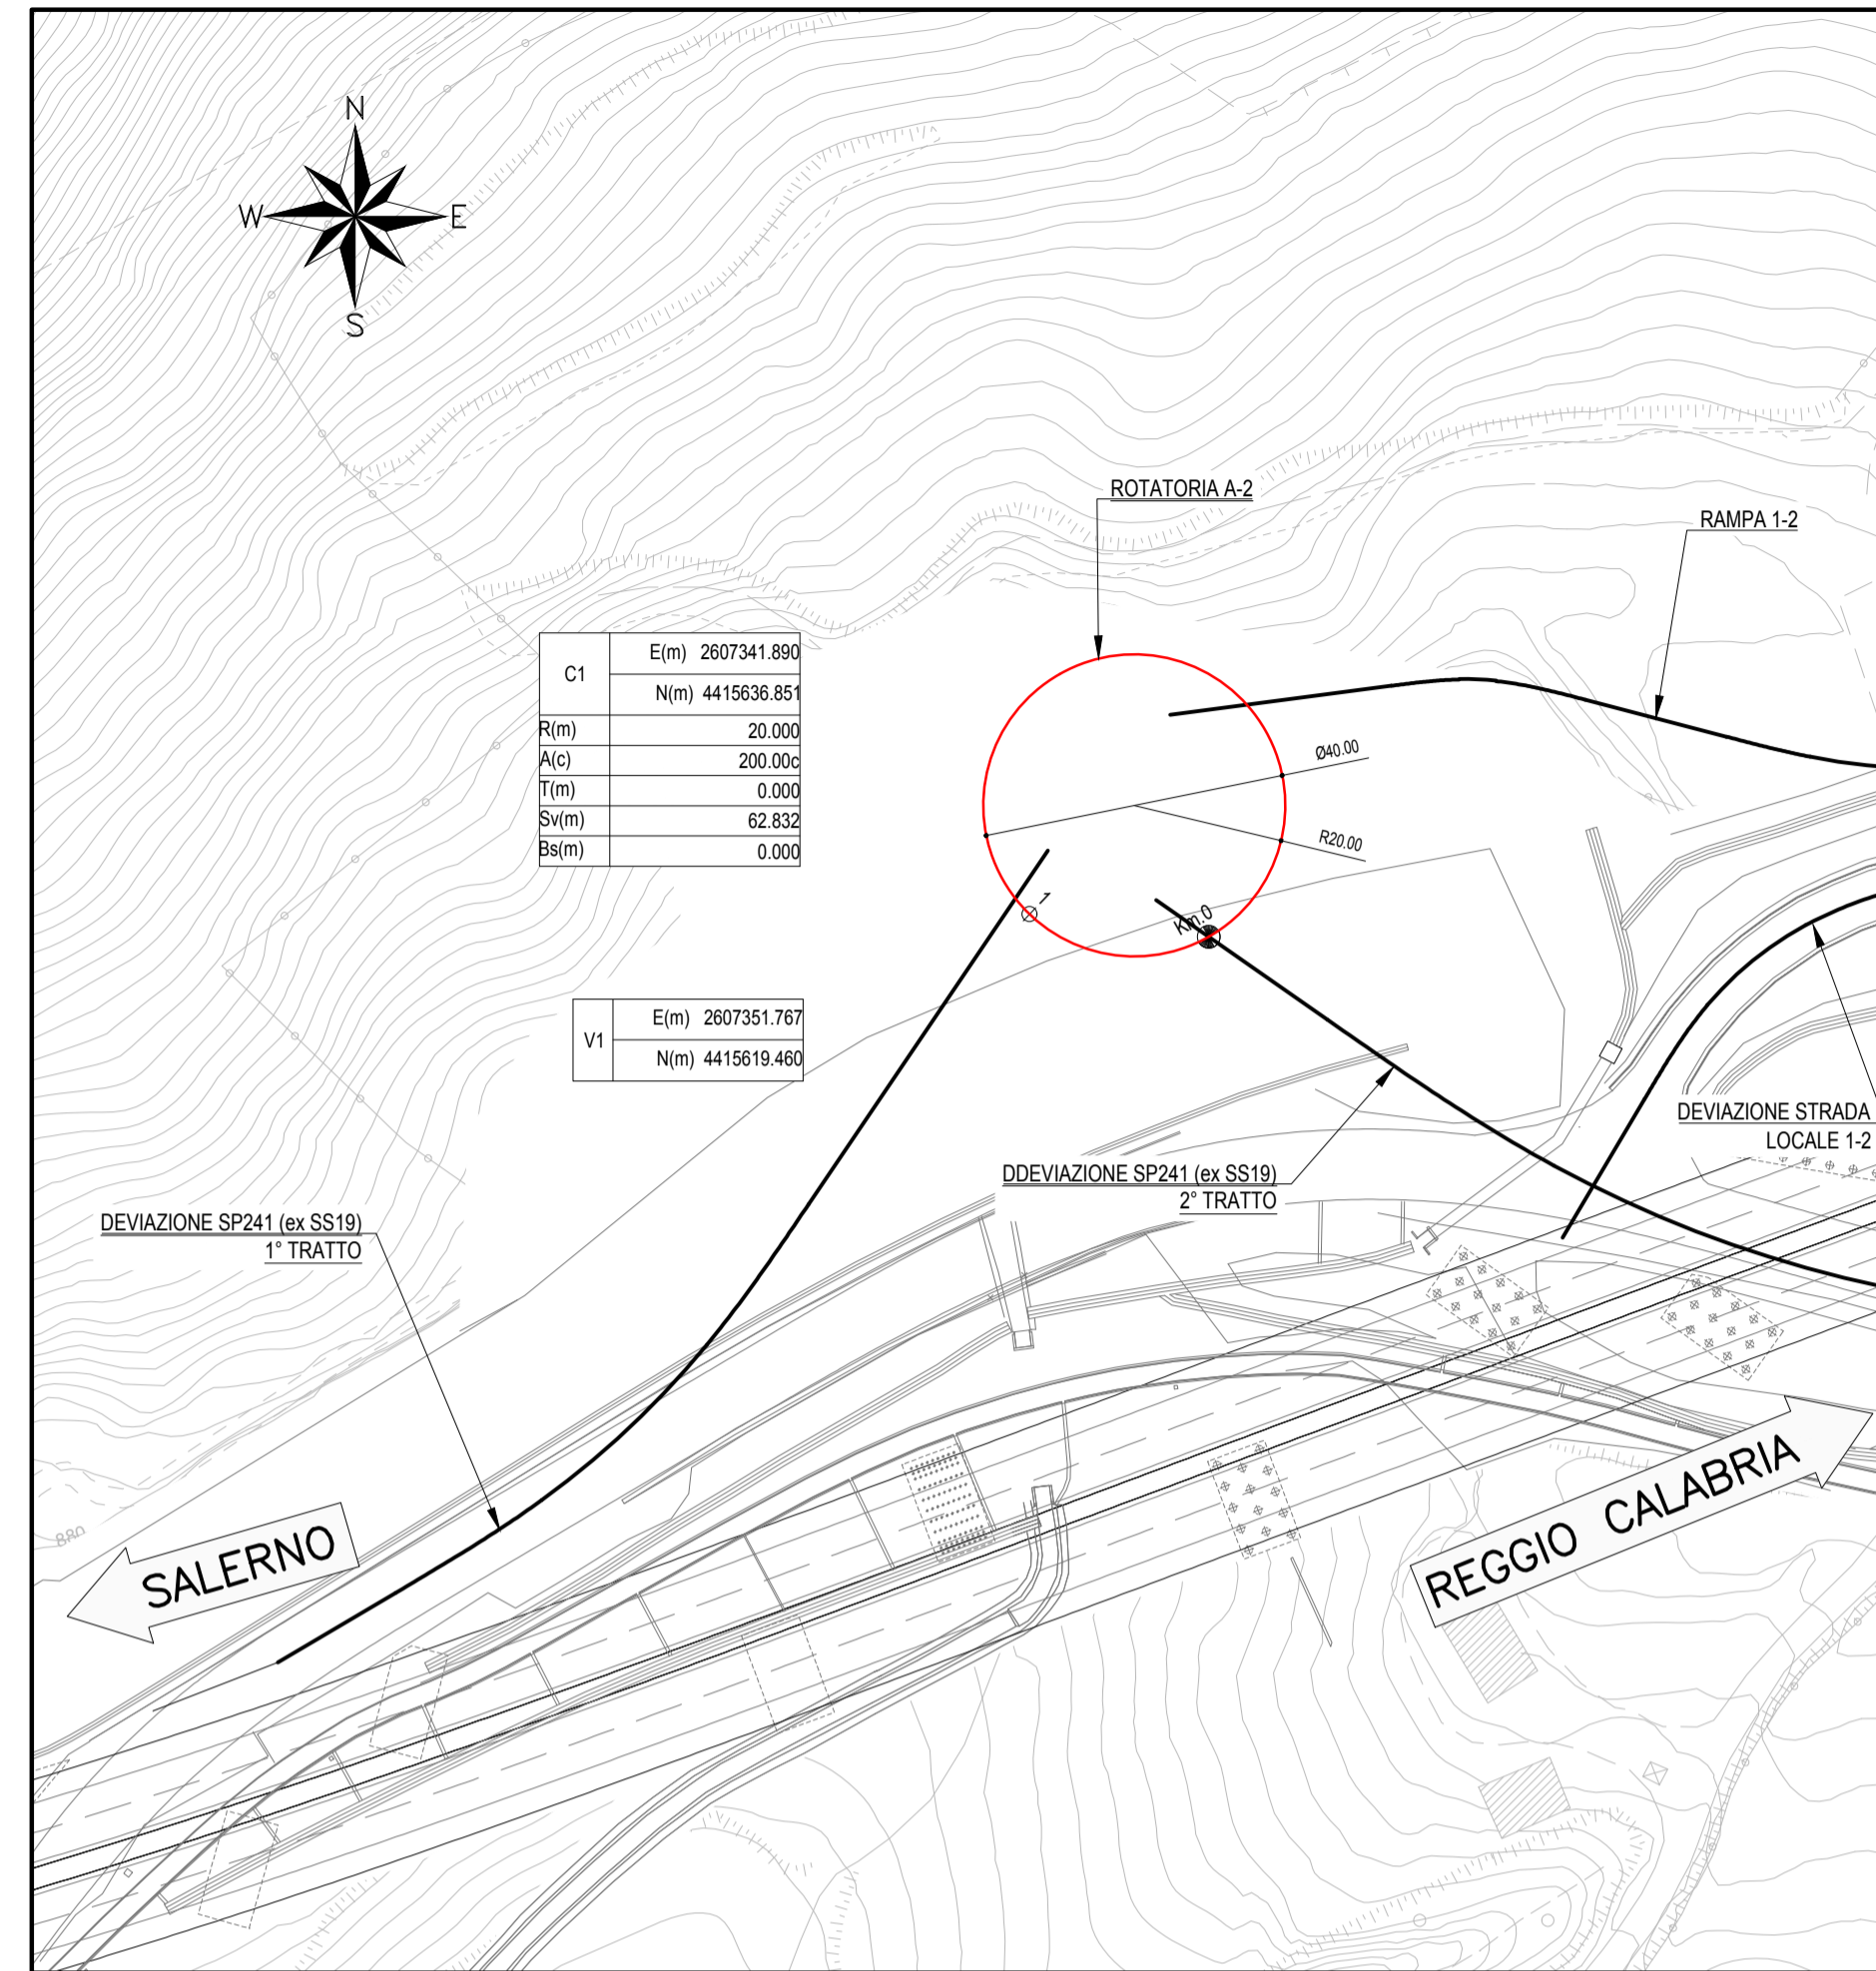 N
W
E
S
ROTATORIA A-2
RAMPA 1-2
C1
E(m) 2607341.890
N(m) 4415636.851
R(m) 20.000
A(c) 200.00c
T(m) 0.000
Sv(m) 62.832
Bs(m) 0.000
Ø40.00
R20.00
1
Km.0
V1
E(m) 2607351.767
N(m) 4415619.460
DEVIAZIONE STRADA
LOCALE 1-2
DDEVIAZIONE SP241 (ex SS19)
2° TRATTO
DEVIAZIONE SP241 (ex SS19)
1° TRATTO
880
SALERNO
REGGIO CALABRIA